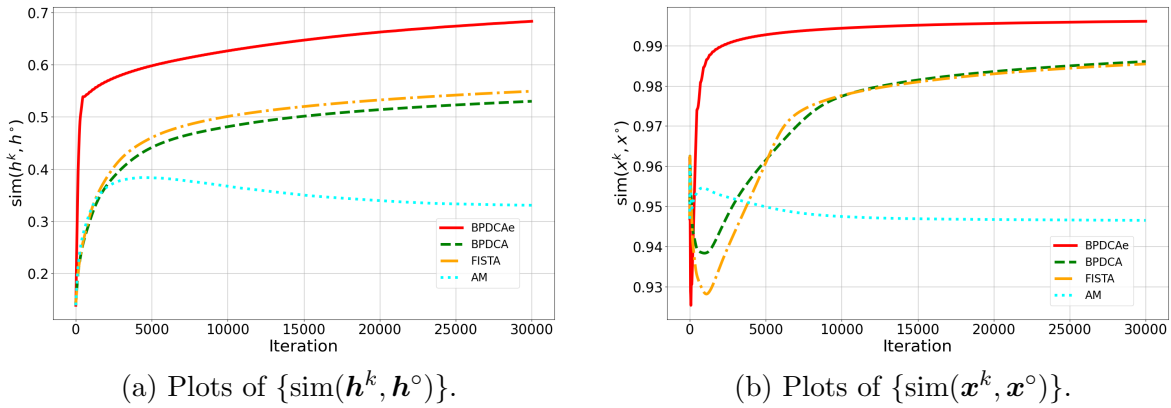 0.7
0.6
0.5
0.4
0.3
0.2
sim(h^k, h°)
0 5000 10000 15000 20000 25000 30000
Iteration
BPDCAe
BPDCA
FISTA
AM
(a) Plots of {sim(h^k, h°)}.
0.99
0.98
0.97
0.96
0.95
0.94
0.93
sim(x^k, x°)
0 5000 10000 15000 20000 25000 30000
Iteration
BPDCAe
BPDCA
FISTA
AM
(b) Plots of {sim(x^k, x°)}.